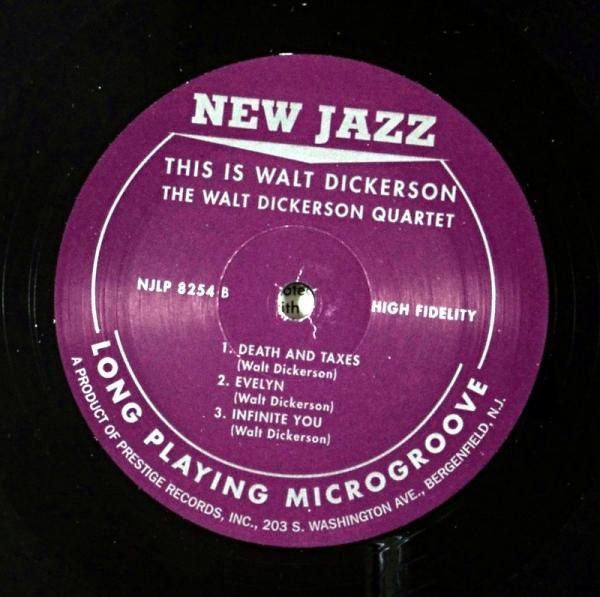 NEW JAZZ
THIS IS WALT DICKERSON
THE WALT DICKERSON QUARTET
NJLP 8254 B
HIGH FIDELITY
1. DEATH AND TAXES
(Walt Dickerson)
2. EVELYN
(Walt Dickerson)
3. INFINITE YOU
(Walt Dickerson)
LONG PLAYING MICROGROOVE
A PRODUCT OF PRESTIGE RECORDS, INC., 203 S. WASHINGTON AVE., BERGENFIELD, N.J.